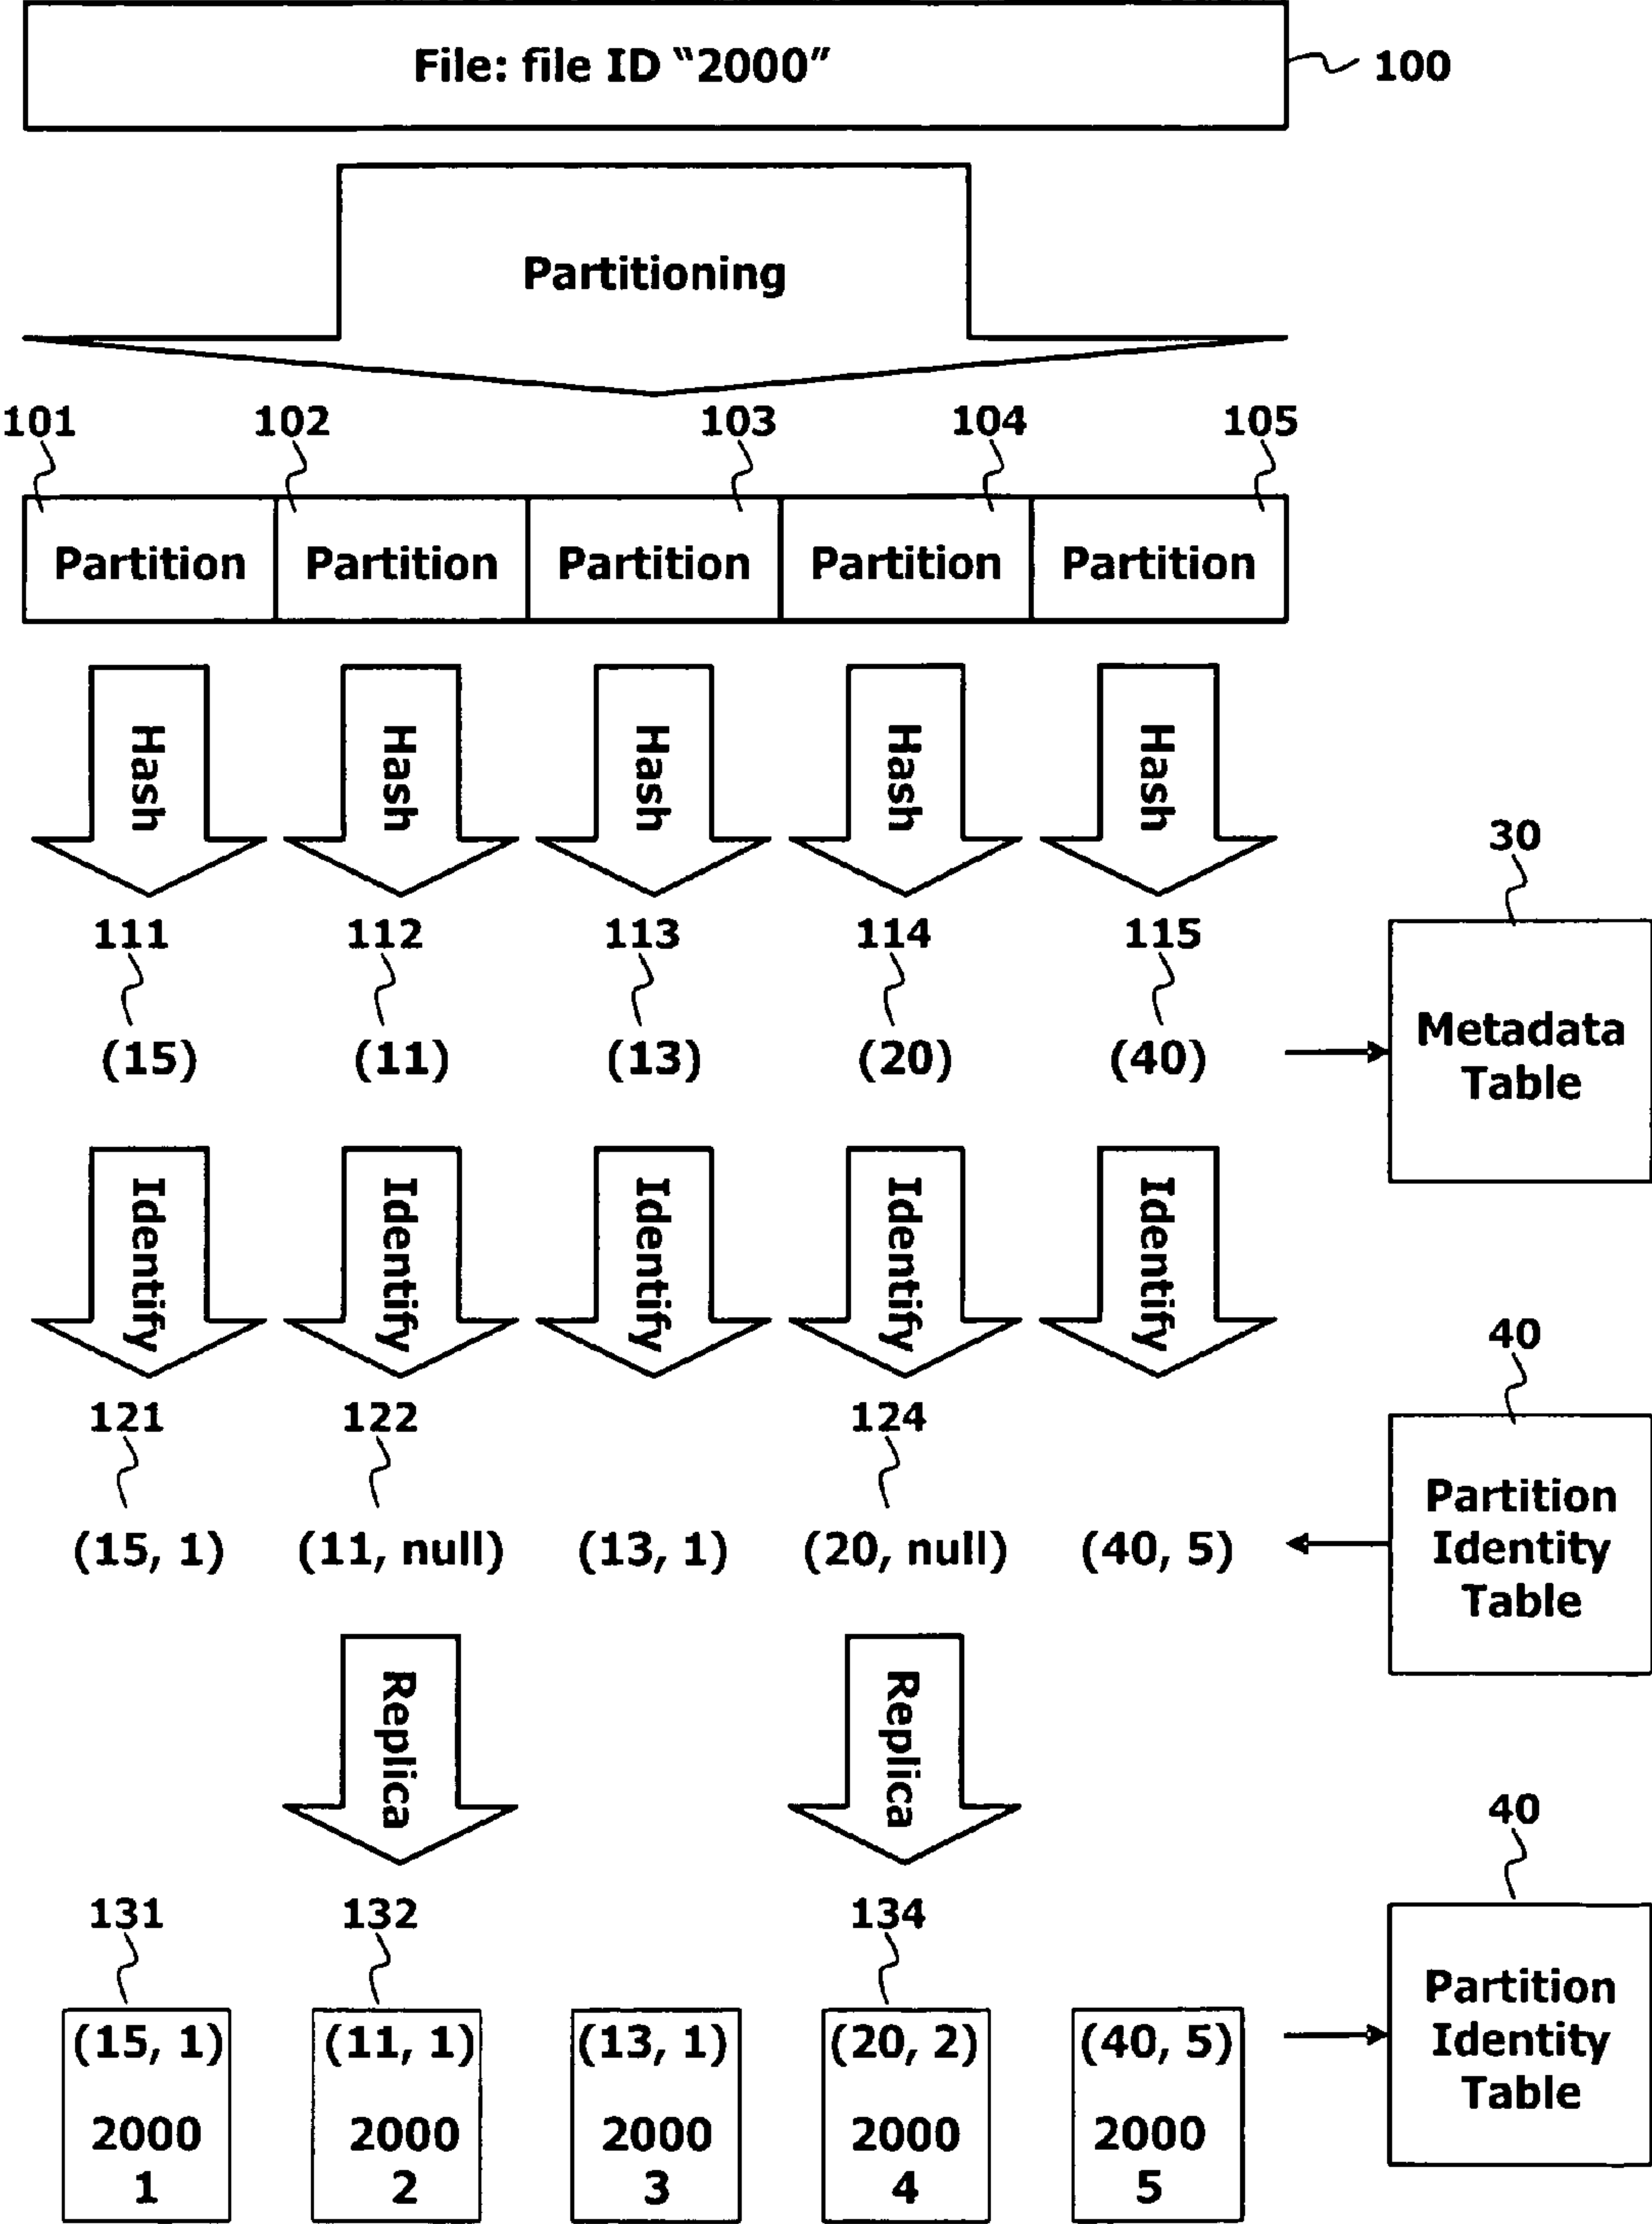 File: file ID “2000”
100
Partitioning
101 102 103 104 105
Partition Partition Partition Partition Partition
Hash Hash Hash Hash Hash
30
111 112 113 114 115
Metadata
Table
(15) (11) (13) (20) (40)
Identify Identify Identify Identify Identify
40
121 122 124
Partition
Identity
Table
(15, 1) (11, null) (13, 1) (20, null) (40, 5)
Replica Replica
40
131 132 134
(15, 1) (11, 1) (13, 1) (20, 2) (40, 5)
2000 2000 2000 2000 2000
1 2 3 4 5
Partition
Identity
Table